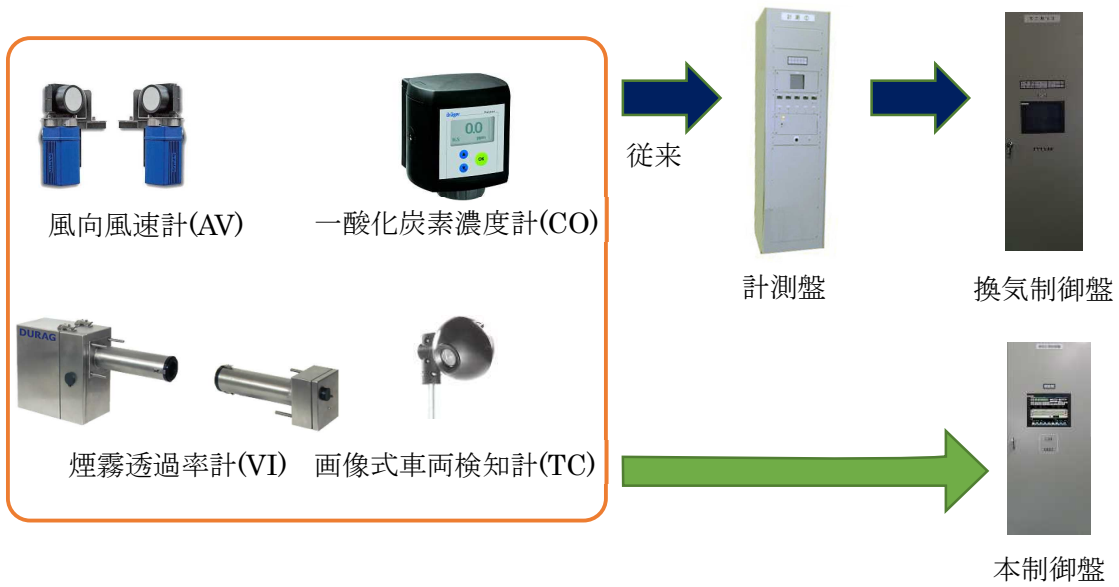 風向風速計(AV)
dräger
0.0
OK
一酸化炭素濃度計(CO)
DURAG
煙霧透過率計(VI)
画像式車両検知計(TC)
従来
計測盤
換気制御盤
本制御盤